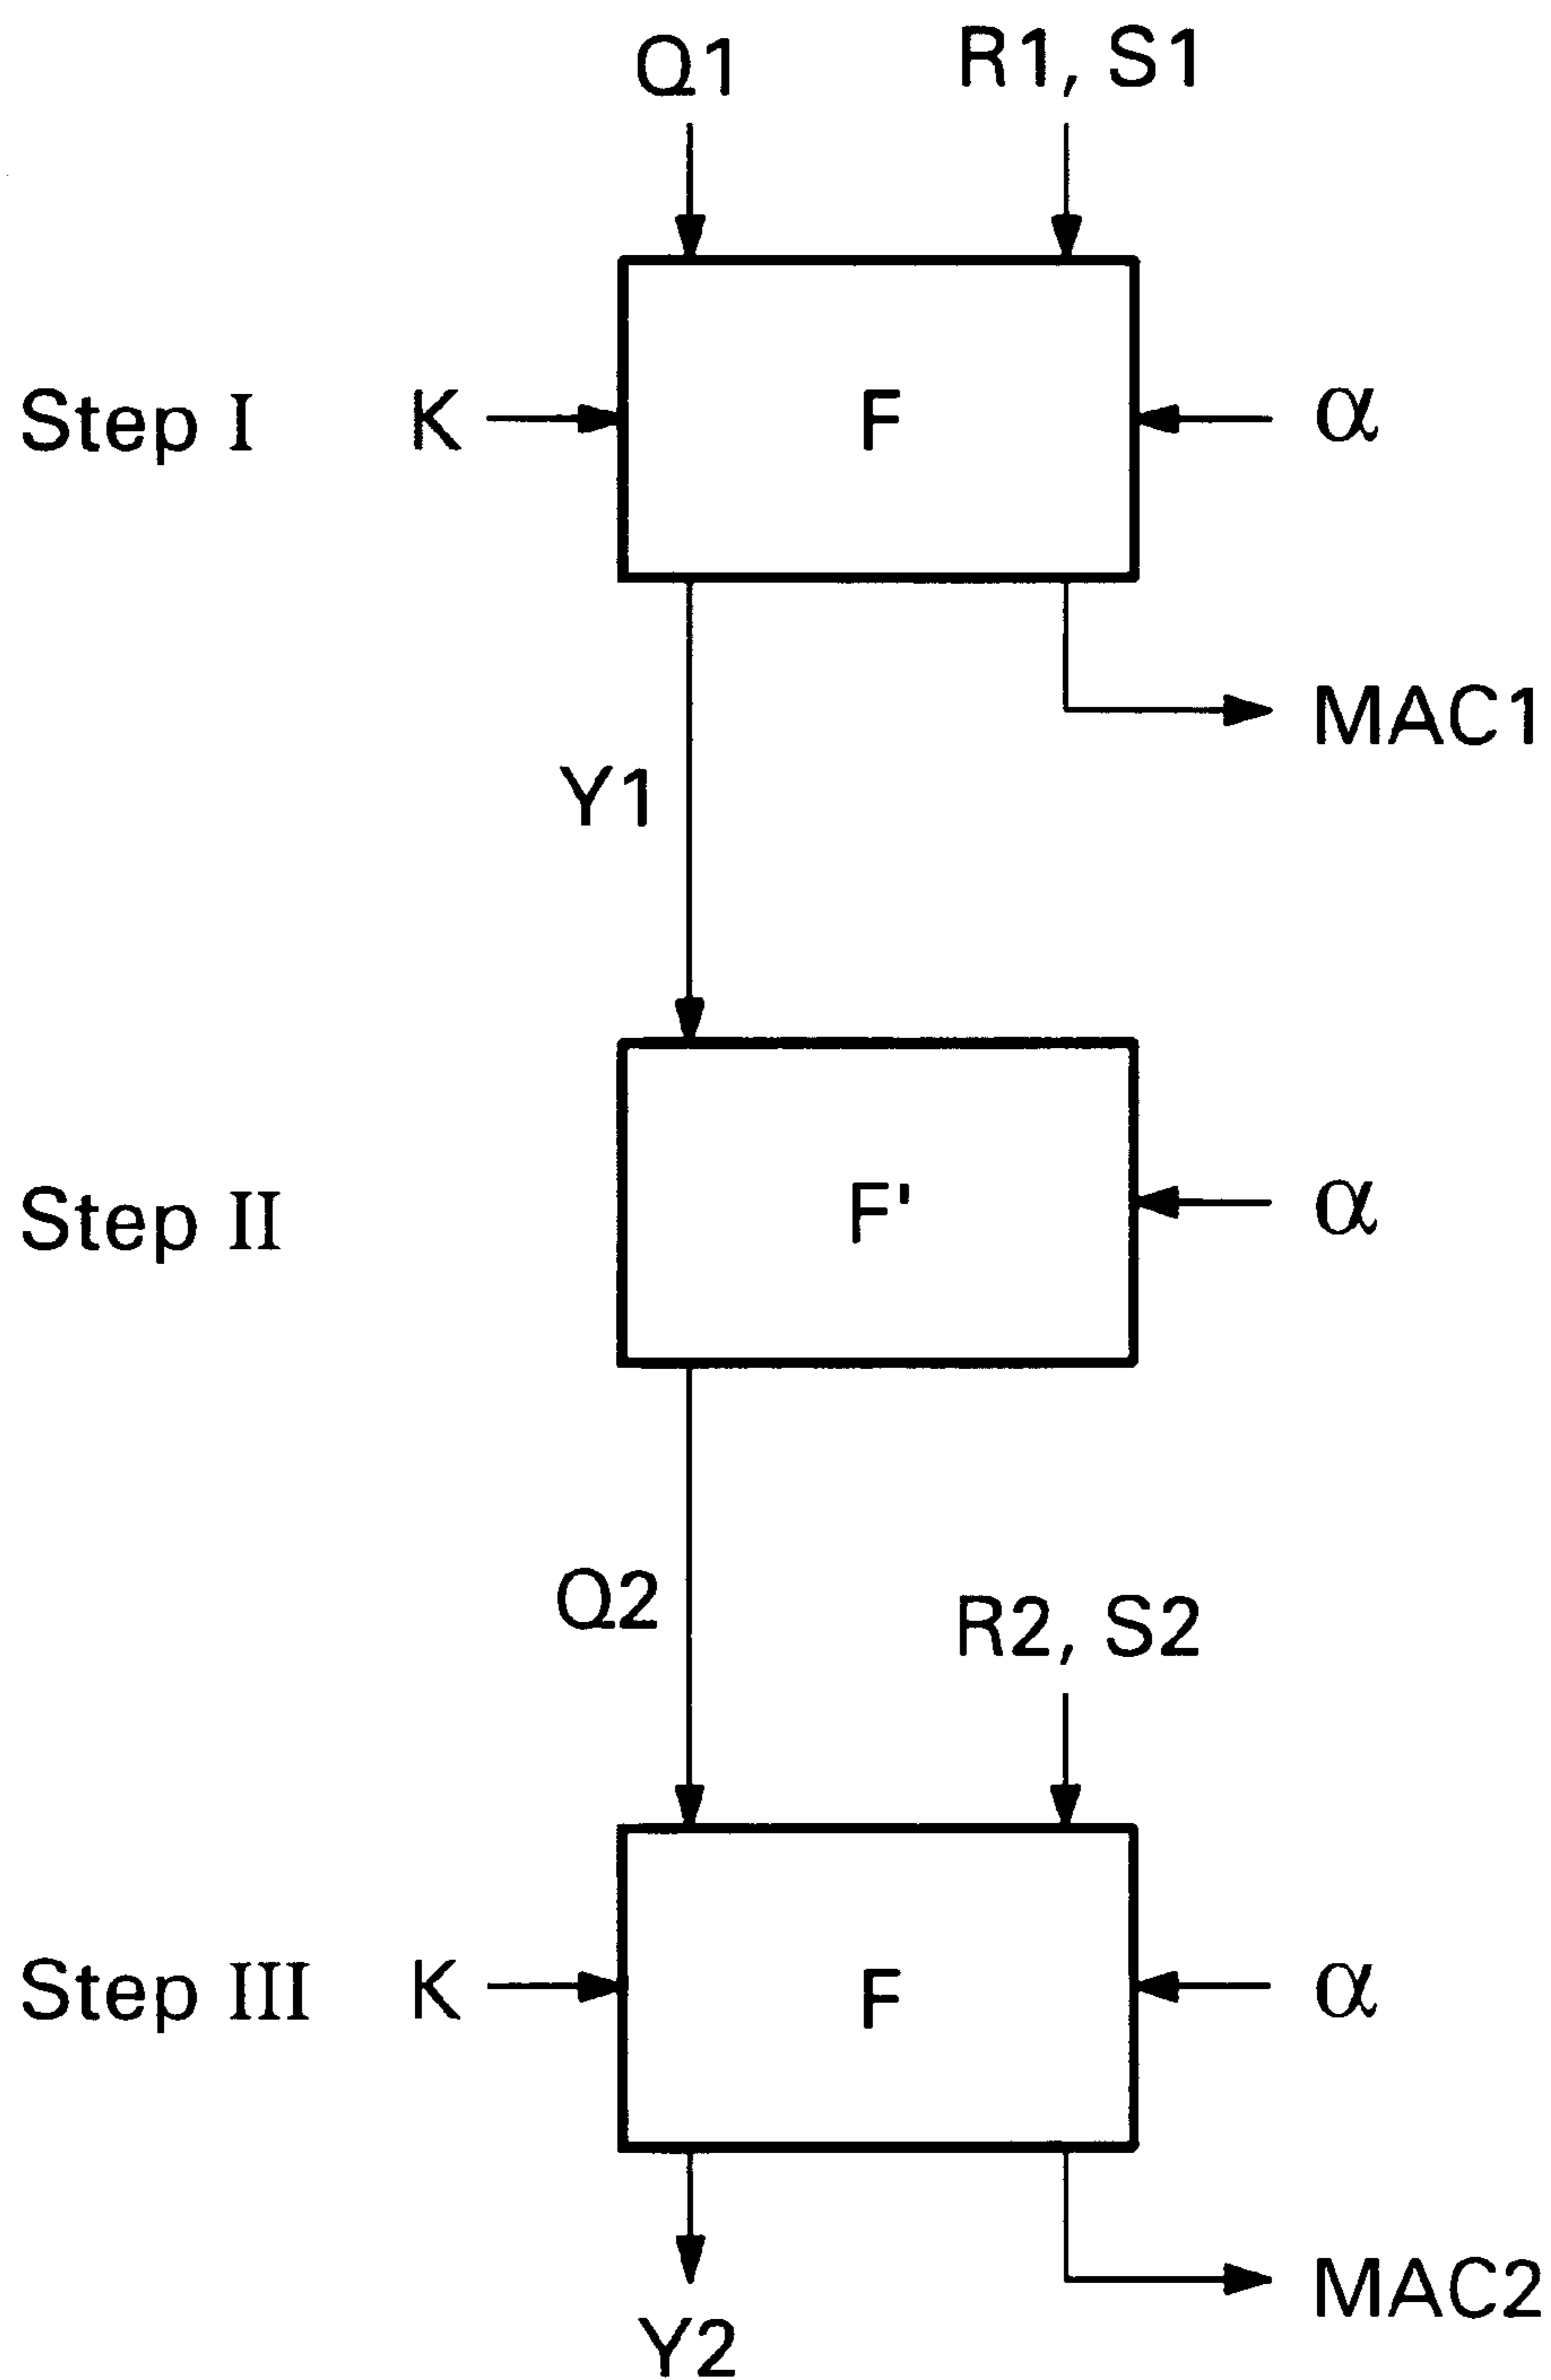 Q1 R1, S1
Step I K F α
MAC1
Y1
Step II F' α
Q2
R2, S2
Step III K F α
MAC2
Y2